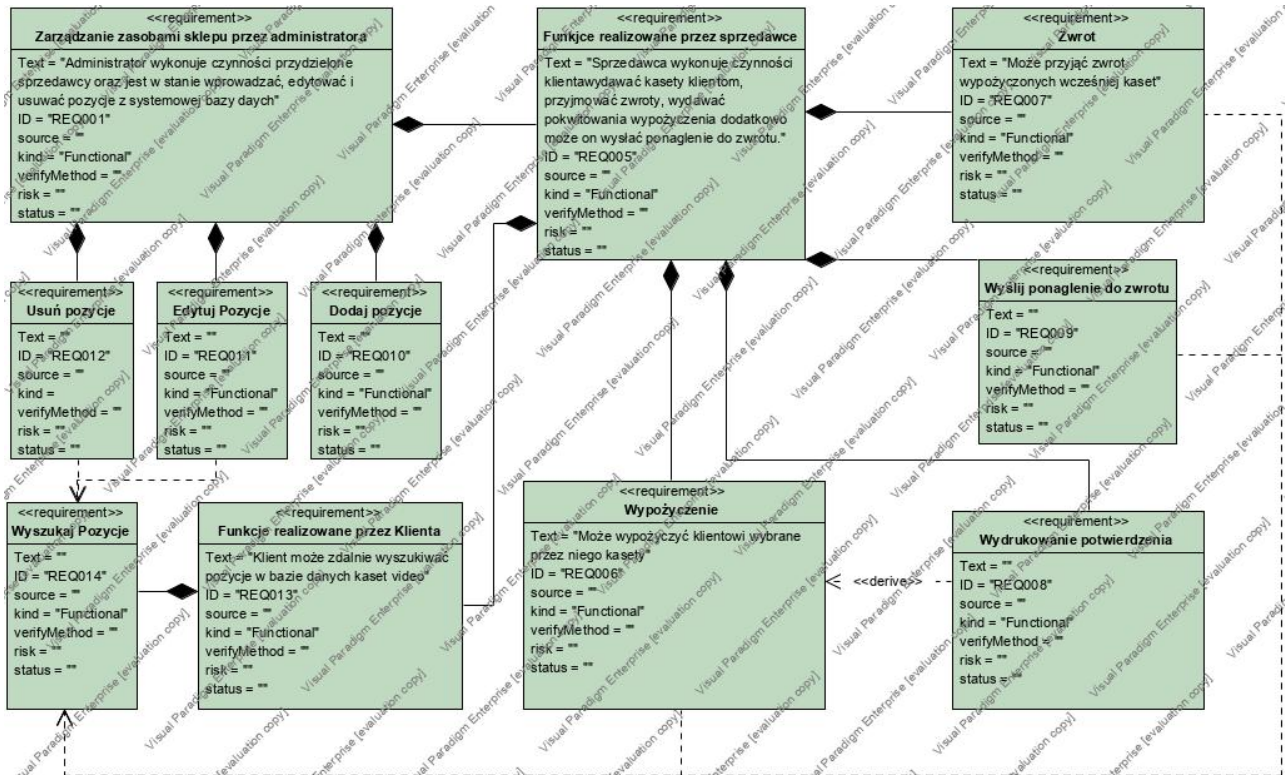 <<requirement>>
Zarządzanie zasobami sklepu przez administratora
Text = "Administrator wykonuje czynności przydzielone
sprzedawcy oraz jest w stanie wprowadzać, edytować i
usuwać pozycje z systemowej bazy daych"
ID = "REQ001"
source = ""
kind = "Functional"
verifyMethod = ""
risk = ""
status = ""
<<requirement>>
Funkjce realizowane przez sprzedawce
Text = "Sprzedawca wykonuje czynności
klientawydawać kasety klientom,
przyjmować zwroty, wydawać
pokwitowania wypożyczenia dodatkowo
może on wysłać ponaglenie do zwrotu."
ID = "REQ005"
source = ""
kind = "Functional"
verifyMethod = ""
risk = ""
status = ""
<<requirement>>
Zwrot
Text = "Może przyjąć zwrot
wypożyczonych wcześniej kaset"
ID = "REQ007"
source = ""
kind = "Functional"
verifyMethod = ""
risk = ""
status = ""
<<requirement>>
Usuń pozycje
Text = ""
ID = "REQ012"
source = ""
kind =
verifyMethod = ""
risk = ""
status = ""
<<requirement>>
Edytuj Pozycje
Text = ""
ID = "REQ011"
source = ""
kind = "Functional"
verifyMethod = ""
risk = ""
status = ""
<<requirement>>
Dodaj pozycje
Text = ""
ID = "REQ010"
source = ""
kind = "Functional"
verifyMethod = ""
risk = ""
status = ""
<<requirement>>
Wyślij ponaglenie do zwrotu
Text = ""
ID = "REQ009"
source = ""
kind = "Functional"
verifyMethod = ""
risk = ""
status = ""
<<requirement>>
Wyszukaj Pozycje
Text = ""
ID = "REQ014"
source = ""
kind = "Functional"
verifyMethod = ""
risk = ""
status = ""
<<requirement>>
Funkcje realizowane przez Klienta
Text = "Klient może zdalnie wyszukiwać
pozycje w bazie danych kaset video"
ID = "REQ013"
source = ""
kind = "Functional"
verifyMethod = ""
risk = ""
status = ""
<<requirement>>
Wypożyczenie
Text = "Może wypożyczyć klientowi wybrane
przez niego kasety"
ID = "REQ006"
source = ""
kind = "Functional"
verifyMethod = ""
risk = ""
status = ""
<<derive>>
<<requirement>>
Wydrukowanie potwierdzenia
Text = ""
ID = "REQ008"
source = ""
kind = "Functional"
verifyMethod = ""
risk = ""
status = ""
Visual Paradigm Enterprise [evaluation copy]